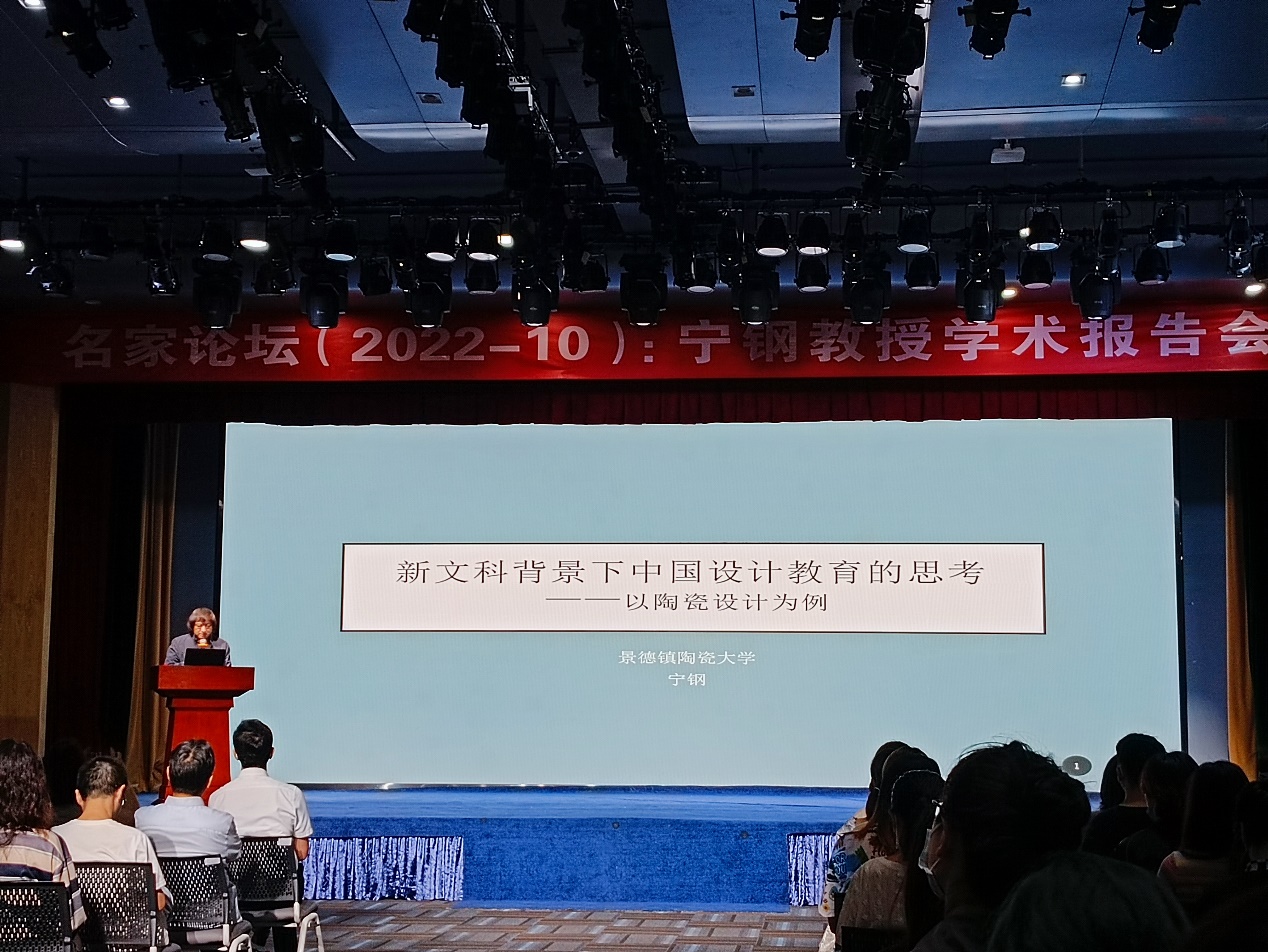 名家论坛(2022-10):宁钢教授学术报告会
新文科背景下中国设计教育的思考
——以陶瓷设计为例
景德镇陶瓷大学
宁钢
1